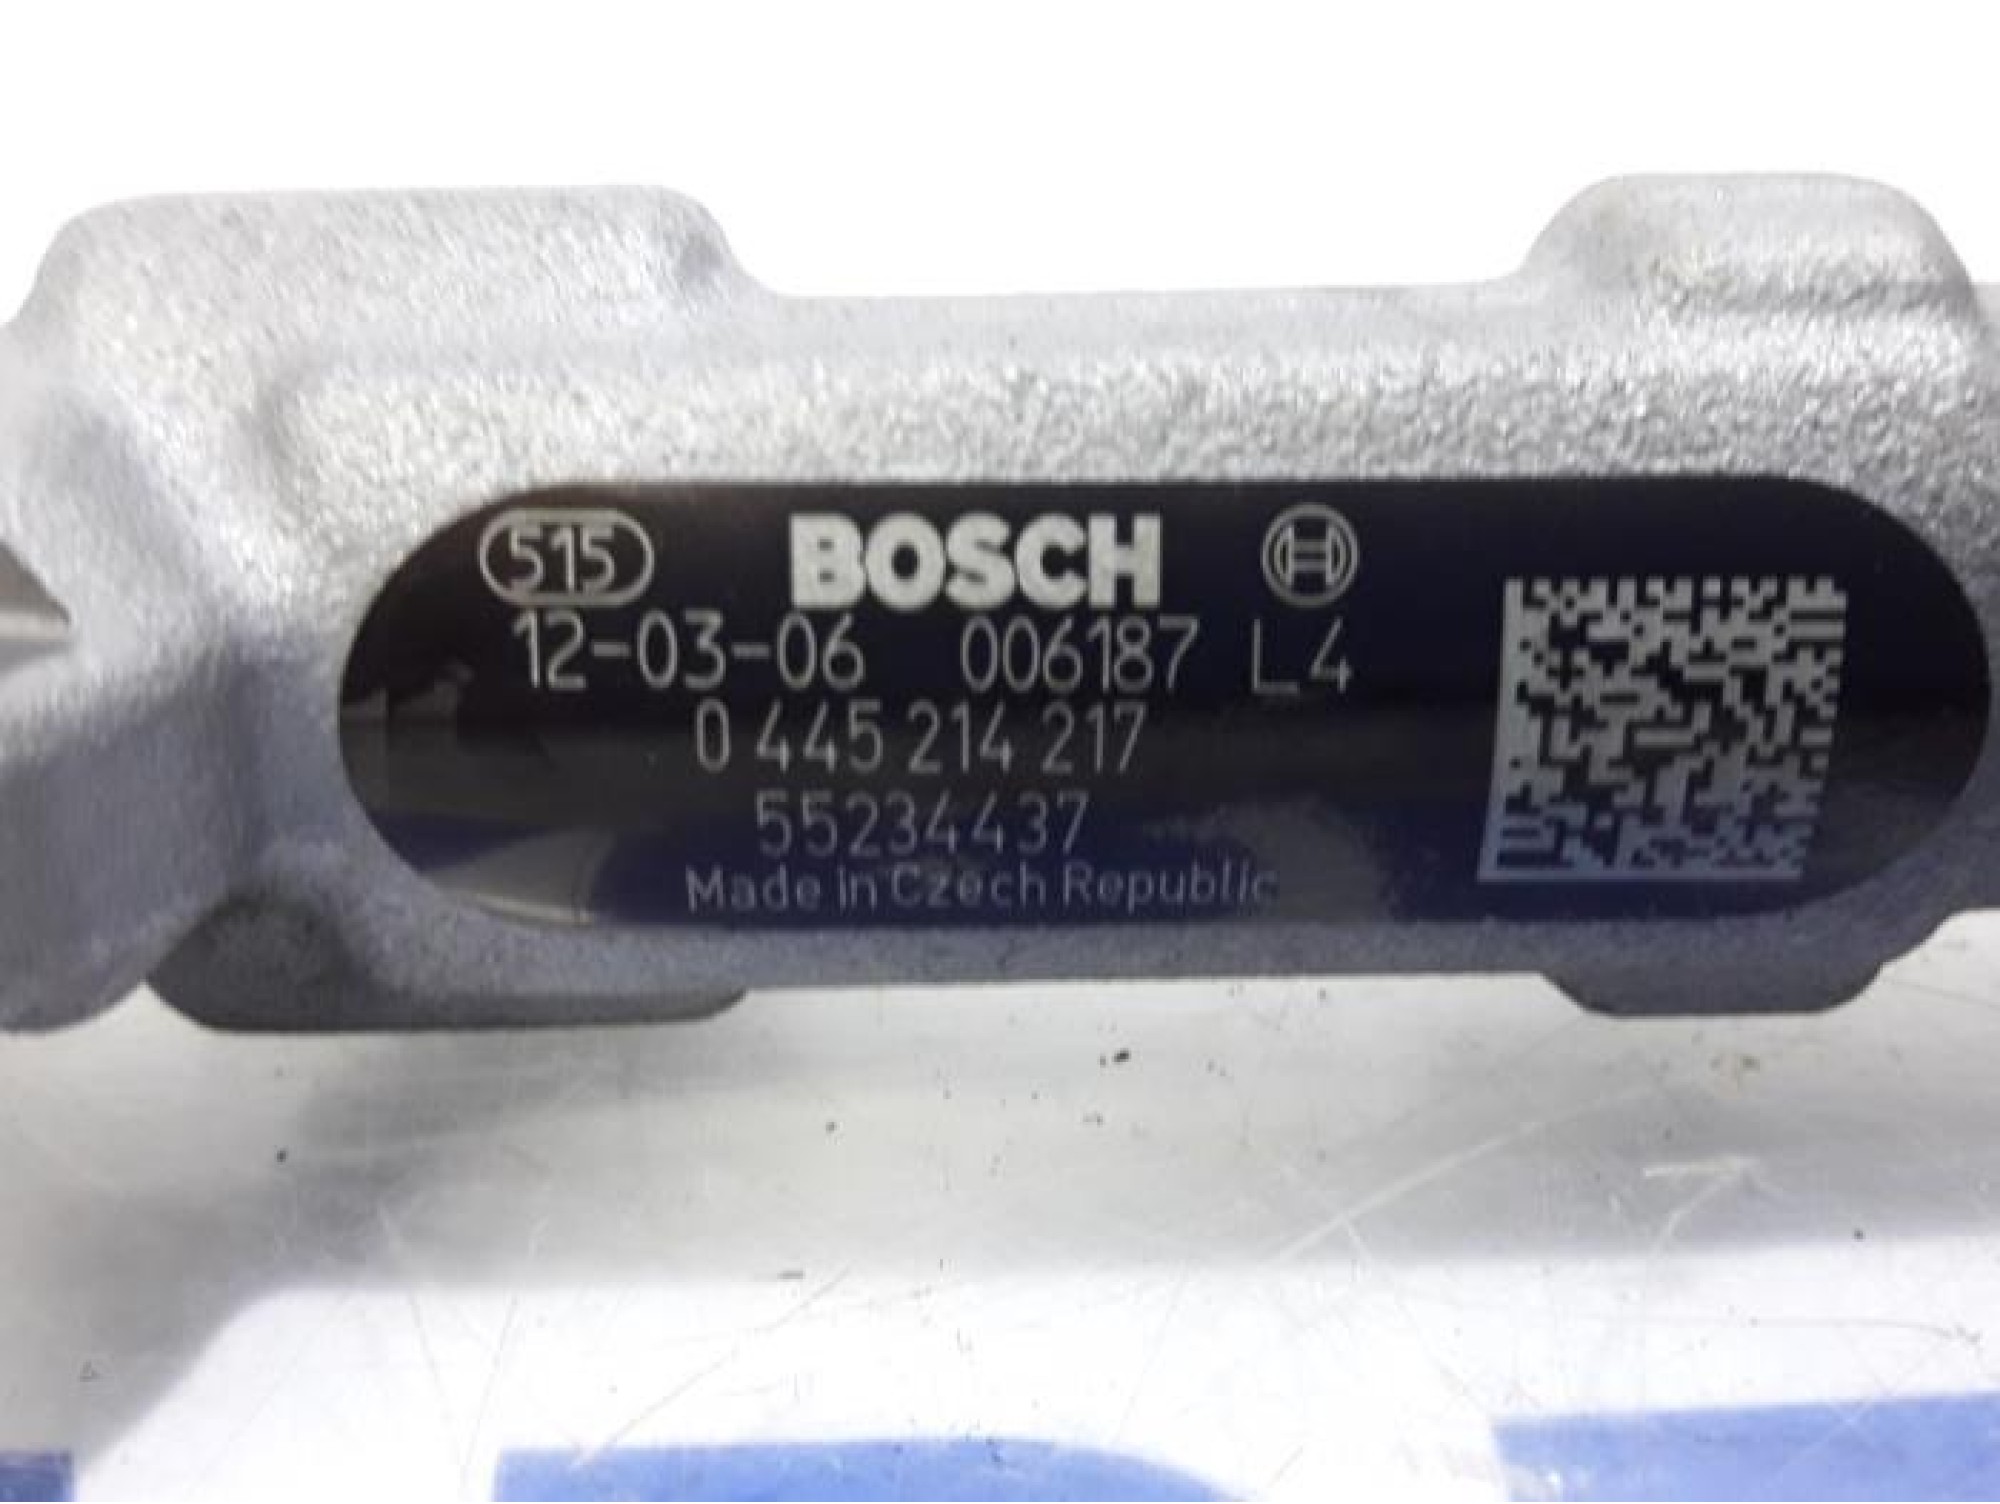 515 BOSCH
12-03-06 006187 L4
0 445 214 217
55234437
Made in Czech Republic